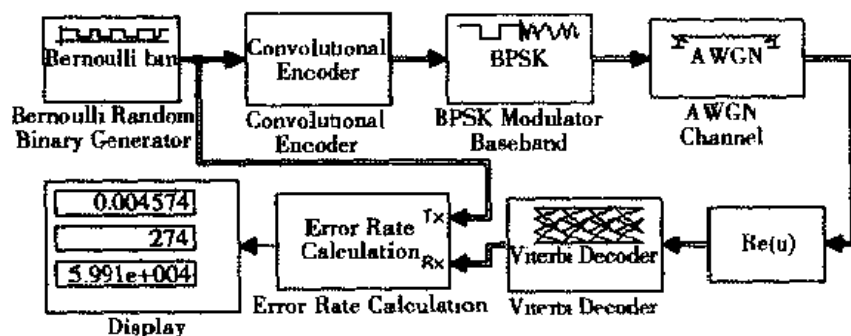 Bernoulli bin
Bernoulli Random
Binary Generator
Convolutional
Encoder
Convolutional
Encoder
BPSK
BPSK Modulator
Baseband
AWGN
AWGN
Channel
0.004574
274
5.991e+004
Display
Error Rate
Calculation
Tx
Rx
Error Rate Calculation
Viterbi Decoder
Viterbi Decoder
Re(u)